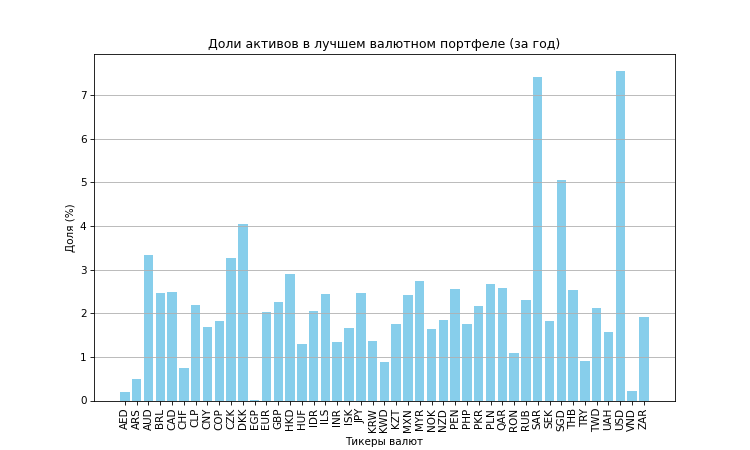 Доли активов в лучшем валютном портфеле (за год)
Доля (%)
7
6
5
4
3
2
1
0
AED ARS AUD BRL CAD CHF CLP CNY COP CZK DKK EGP EUR GBP HKD HUF IDR ILS INR ISK JPY KRW KWD KZT MXN MYR NOK NZD PEN PHP PKR PLN QAR RON RUB SAR SEK SGD THB TRY TWD UAH USD VND ZAR
Тикеры валют